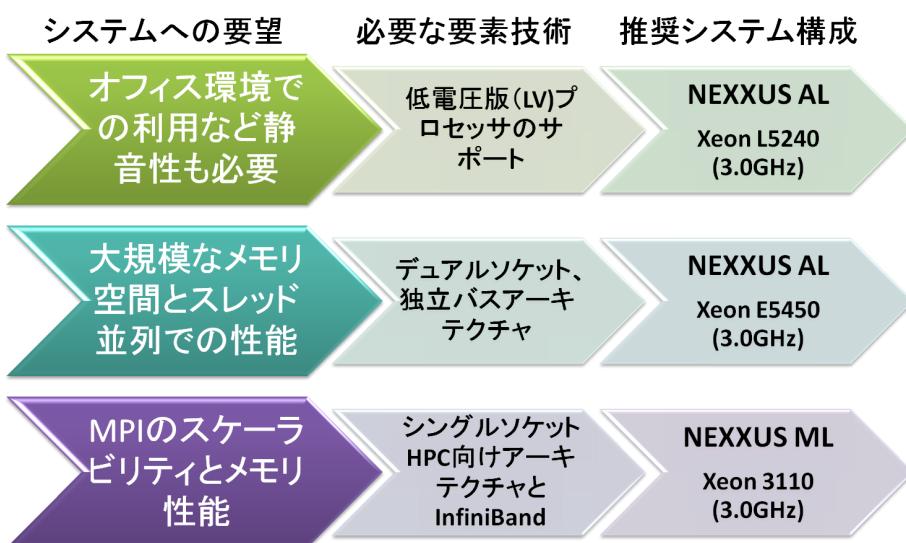 システムへの要望
必要な要素技術
推奨システム構成
オフィス環境で
の利用など静
音性も必要
低電圧版（LV)プ
ロセッサのサ
ポート
NEXXUS AL
Xeon L5240
(3.0GHz)
大規模なメモリ
空間とスレッド
並列での性能
デュアルソケット、
独立バスアーキ
テクチャ
NEXXUS AL
Xeon E5450
(3.0GHz)
MPIのスケーラ
ビリティとメモリ
性能
シングルソケット
HPC向けアーキ
テクチャと
InfiniBand
NEXXUS ML
Xeon 3110
(3.0GHz)